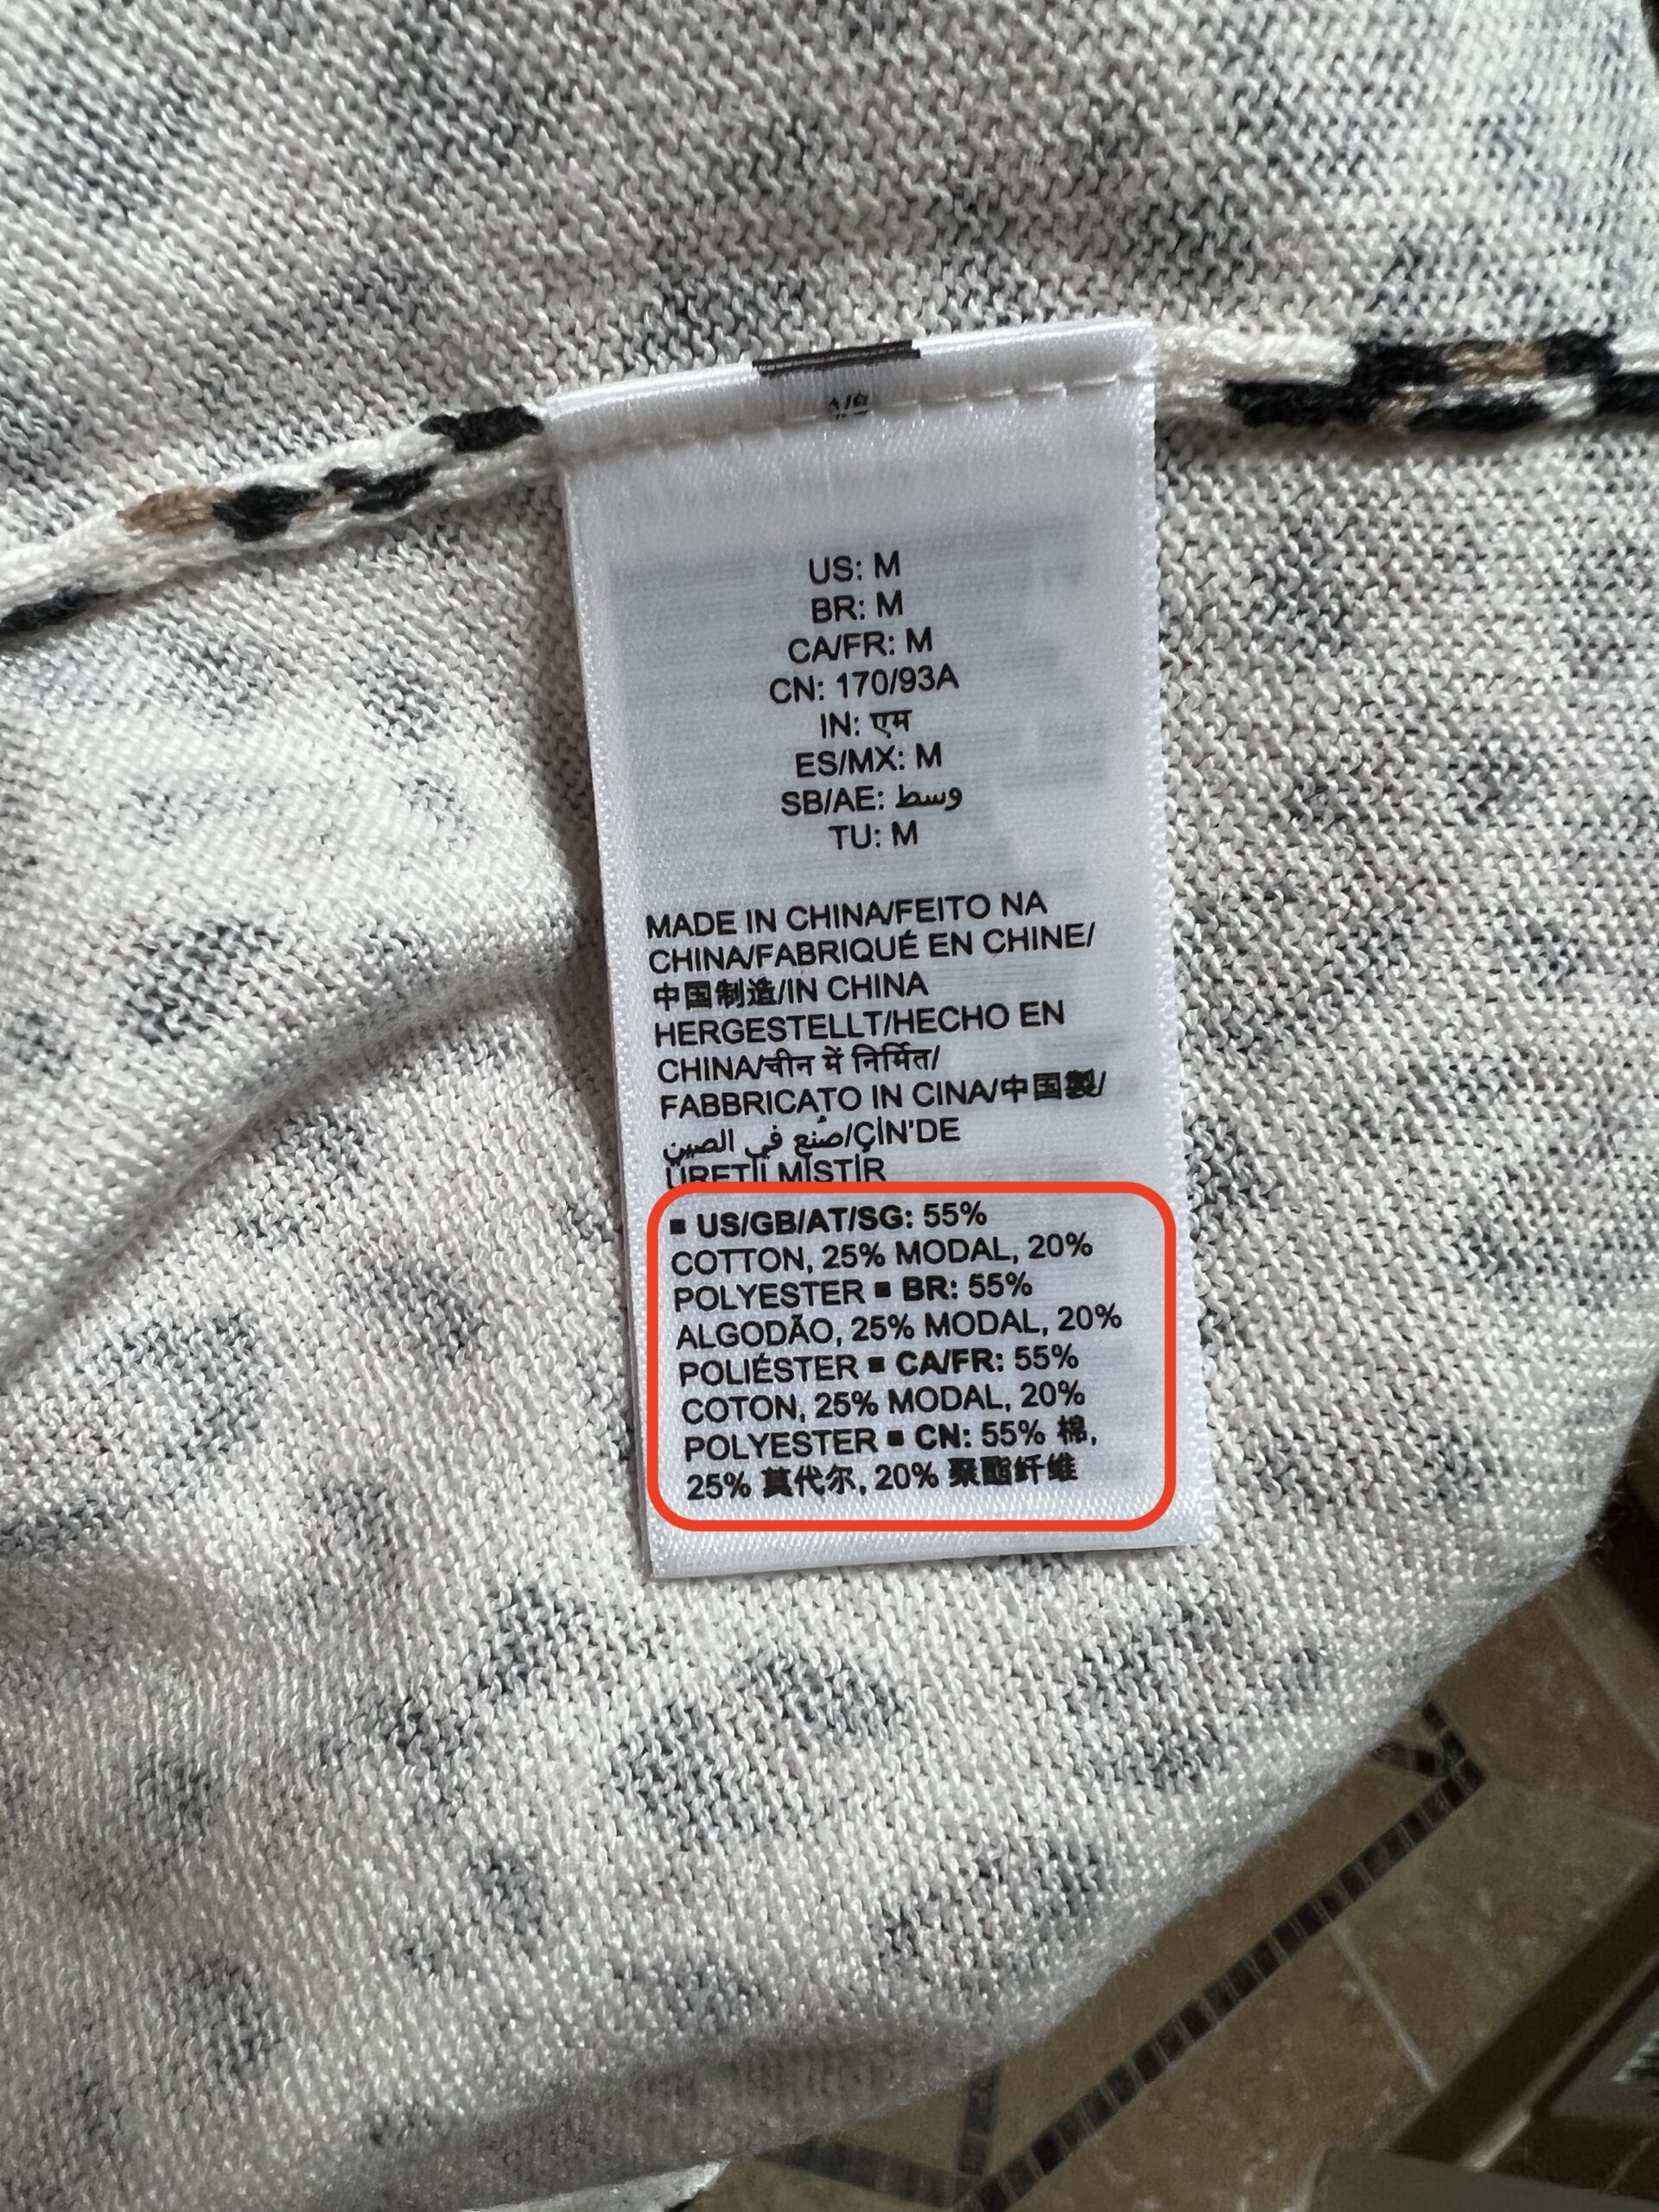 US: M
BR: M
CA/FR: M
CN: 170/93A
IN: एम
ES/MX: M
SB/AE: وسط
TU: M
MADE IN CHINA/FEITO NA
CHINA/FABRIQUÉ EN CHINE/
中国制造/IN CHINA
HERGESTELLT/HECHO EN
CHINA/चीन में निर्मित/
FABBRICATO IN CINA/中国製/
صُنع في الصين/ÇİN'DE
ÜRETİLMİŞTİR
■ US/GB/AT/SG: 55%
COTTON, 25% MODAL, 20%
POLYESTER ■ BR: 55%
ALGODÃO, 25% MODAL, 20%
POLIÉSTER ■ CA/FR: 55%
COTON, 25% MODAL, 20%
POLYESTER ■ CN: 55% 棉,
25% 莫代尔, 20% 聚酯纤维